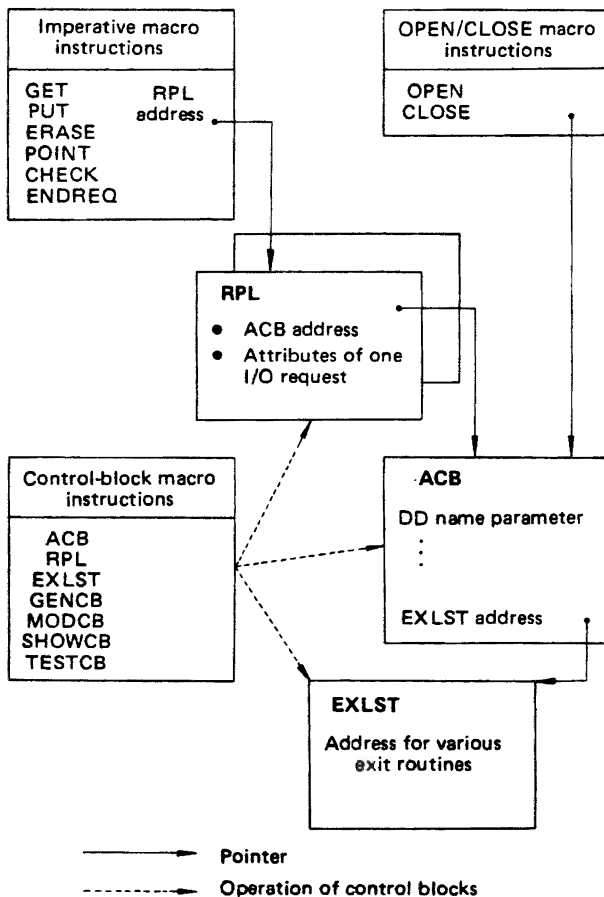 Imperative macro
instructions
GET
PUT
ERASE
POINT
CHECK
ENDREQ
RPL
address
OPEN/CLOSE macro
instructions
OPEN
CLOSE
RPL
● ACB address
● Attributes of one
I/O request
Control-block macro
instructions
ACB
RPL
EXLST
GENCB
MODCB
SHOWCB
TESTCB
ACB
DD name parameter
EXLST address
EXLST
Address for various
exit routines
Pointer
Operation of control blocks